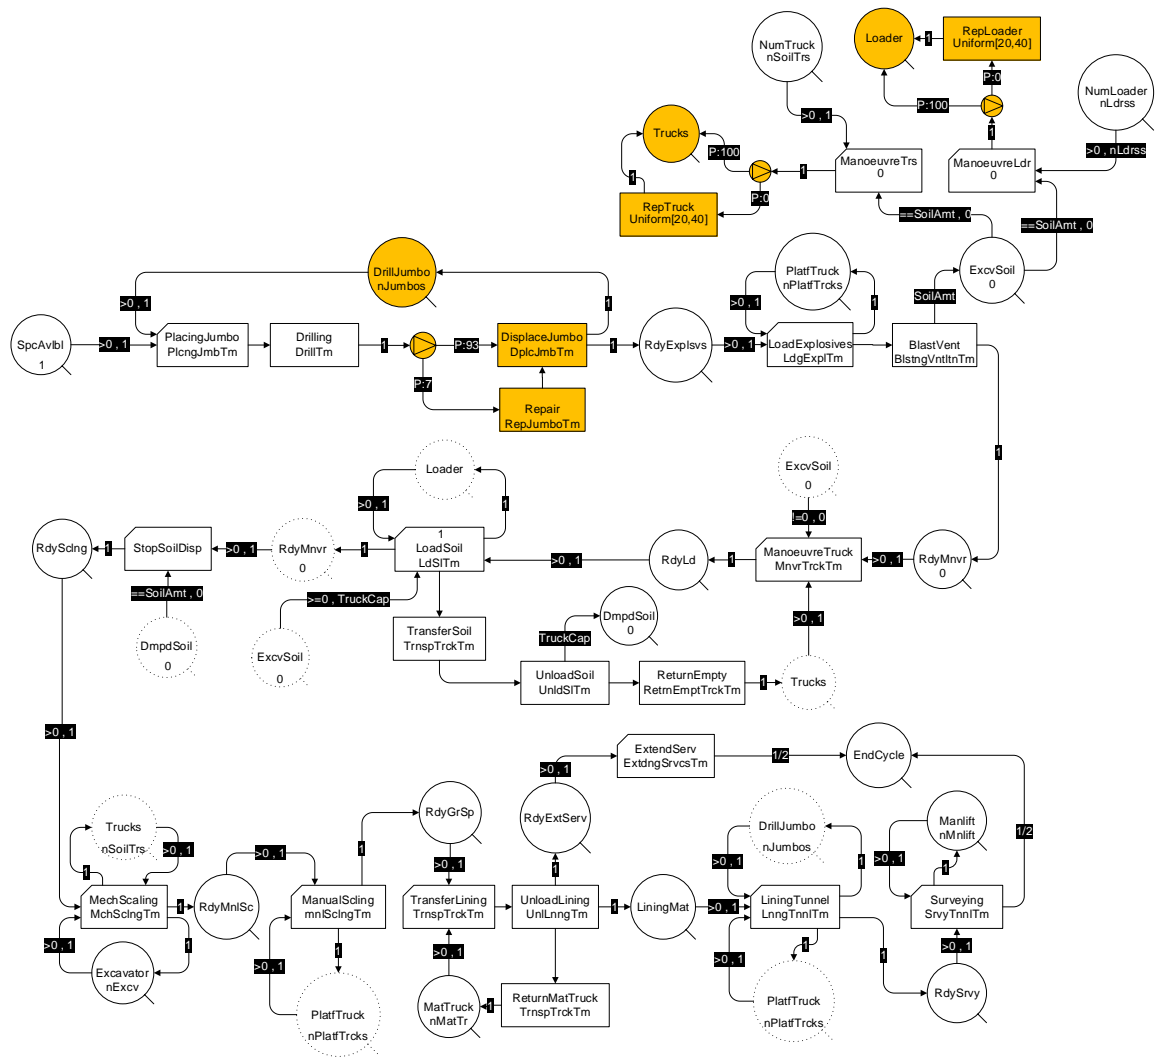 NumTruck
nSoilTrs
Loader
1
RepLoader
Uniform[20,40]
P:0
P:100
NumLoader
nLdrss
>0 , 1
Trucks
P:100
1
>0 , nLdrss
ManoeuvreTrs
0
ManoeuvreLdr
0
1
1
RepTruck
Uniform[20,40]
P:0
==SoilAmt , 0
==SoilAmt , 0
DrillJumbo
nJumbos
PlatfTruck
nPlatfTrcks
ExcvSoil
0
>0 , 1
1
>0 , 1
1
SoilAmt
SpcAvlbl
1
>0 , 1
PlacingJumbo
PlcngJmbTm
Drilling
DrillTm
1
P:93
DisplaceJumbo
DplcJmbTm
1
RdyExplsvs
>0 , 1
LoadExplosives
LdgExplTm
BlastVent
BlstngVntltnTm
P:7
Repair
RepJumboTm
1
Loader
ExcvSoil
0
>0 , 1
1
!=0 , 0
RdySclng
1
StopSoilDisp
>0 , 1
RdyMnvr
0
1
1
LoadSoil
LdSlTm
>0 , 1
RdyLd
1
ManoeuvreTruck
MnvrTrckTm
>0 , 1
RdyMnvr
0
==SoilAmt , 0
>=0 , TruckCap
DmpdSoil
0
ExcvSoil
0
TransferSoil
TrnspTrckTm
TruckCap
DmpdSoil
0
>0 , 1
UnloadSoil
UnldSlTm
ReturnEmpty
RetrnEmptTrckTm
1
Trucks
>0 , 1
ExtendServ
ExtdngSrvcsTm
1/2
EndCycle
>0 , 1
Trucks
nSoilTrs
>0 , 1
1
>0 , 1
RdyGrSp
1
>0 , 1
RdyExtServ
1
DrillJumbo
nJumbos
>0 , 1
1
Manlift
nMnlift
>0 , 1
1
1/2
MechScaling
MchSclngTm
1
RdyMnlSc
ManualSclng
mnlSclngTm
TransferLining
TrnspTrckTm
UnloadLining
UnlLnngTm
1
LiningMat
>0 , 1
LiningTunnel
LnngTnnlTm
Surveying
SrvyTnnlTm
>0 , 1
1
Excavator
nExcv
>0 , 1
1
PlatfTruck
nPlatfTrcks
>0 , 1
MatTruck
nMatTr
1
ReturnMatTruck
TrnspTrckTm
>0 , 1
1
PlatfTruck
nPlatfTrcks
1
>0 , 1
RdySrvy